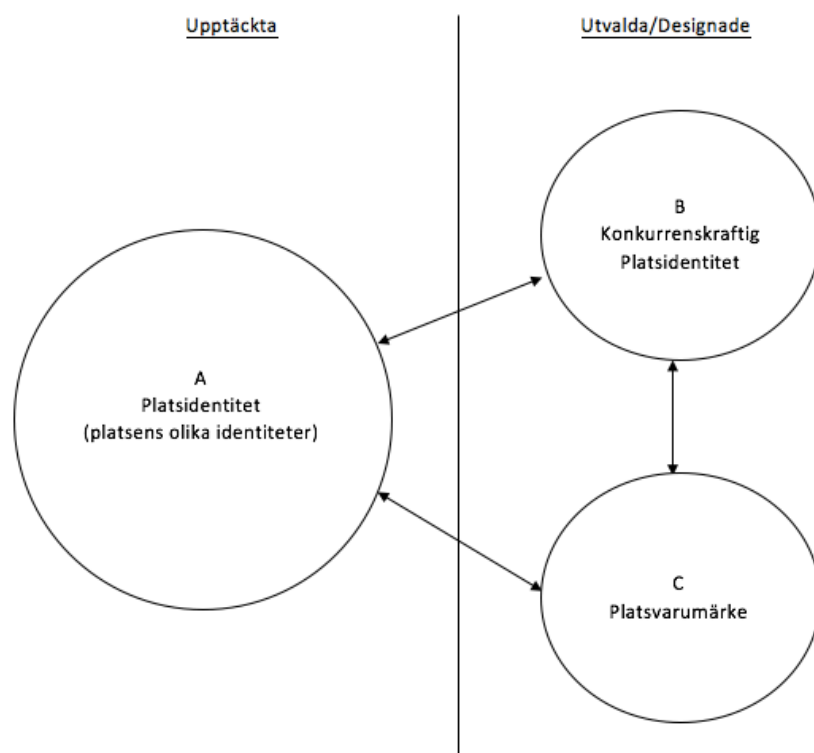 Upptäckta
Utvalda/Designade
A
Platsidentitet
(platsens olika identiteter)
B
Konkurrenskraftig
Platsidentitet
C
Platsvarumärke